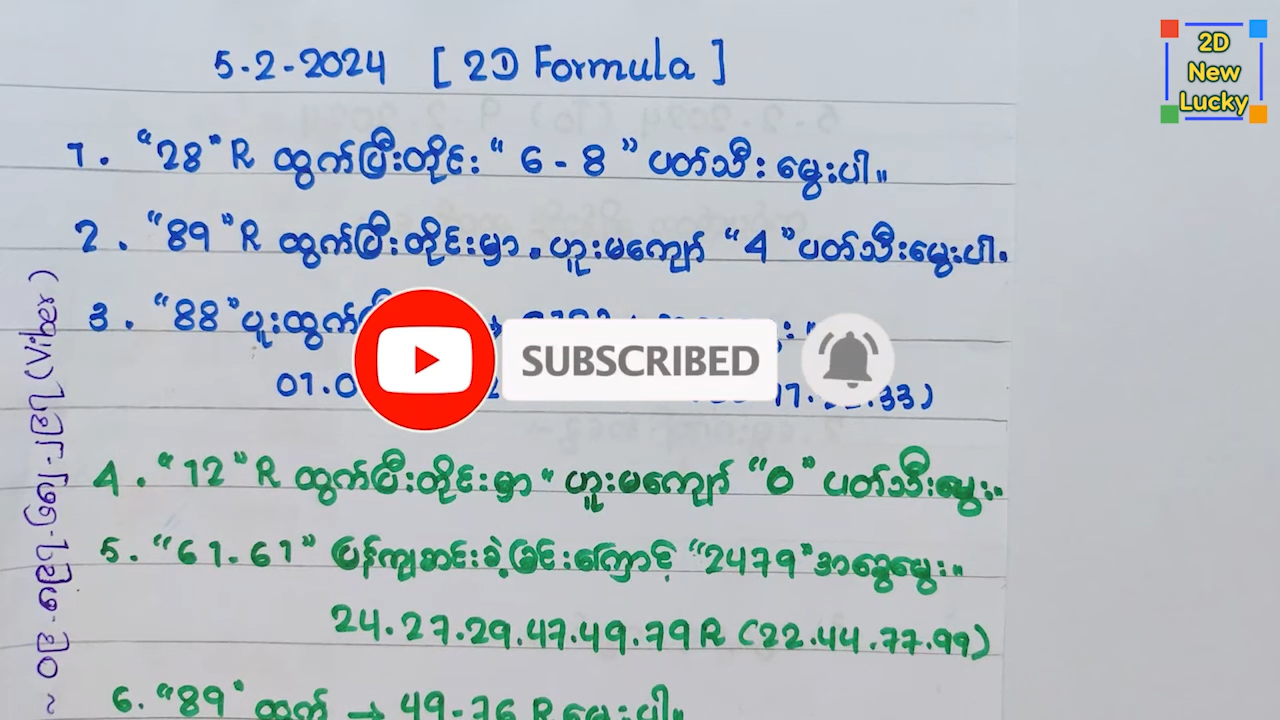 5-2-2024 [ 2D Formula ]
2D
New
Lucky
1. "28" R ထွက်ပြီးတိုင်း "6-8" ပတ်သီး မွေးပါ။
2. "89" R ထွက်ပြီးတိုင်းမှာ. ဟူးမကျော် "4" ပတ်သီးမွေးပါ.
3. "88" ပူးထွက်
SUBSCRIBED
01.0
33)
4. "12" R ထွက်ပြီးတိုင်းမှာ " ဟူးမကျော် "0" ပတ်သီးမွေး။
5. "61-61" ပြန်ကျဆင်းခဲ့ခြင်းကြောင့် "2479" အခွေမွေး။
24.27.29.47.49.79 R (22.44.77.99)
6. "89" ထွက် → 49-76 R မွေးပါ။
(Viber)